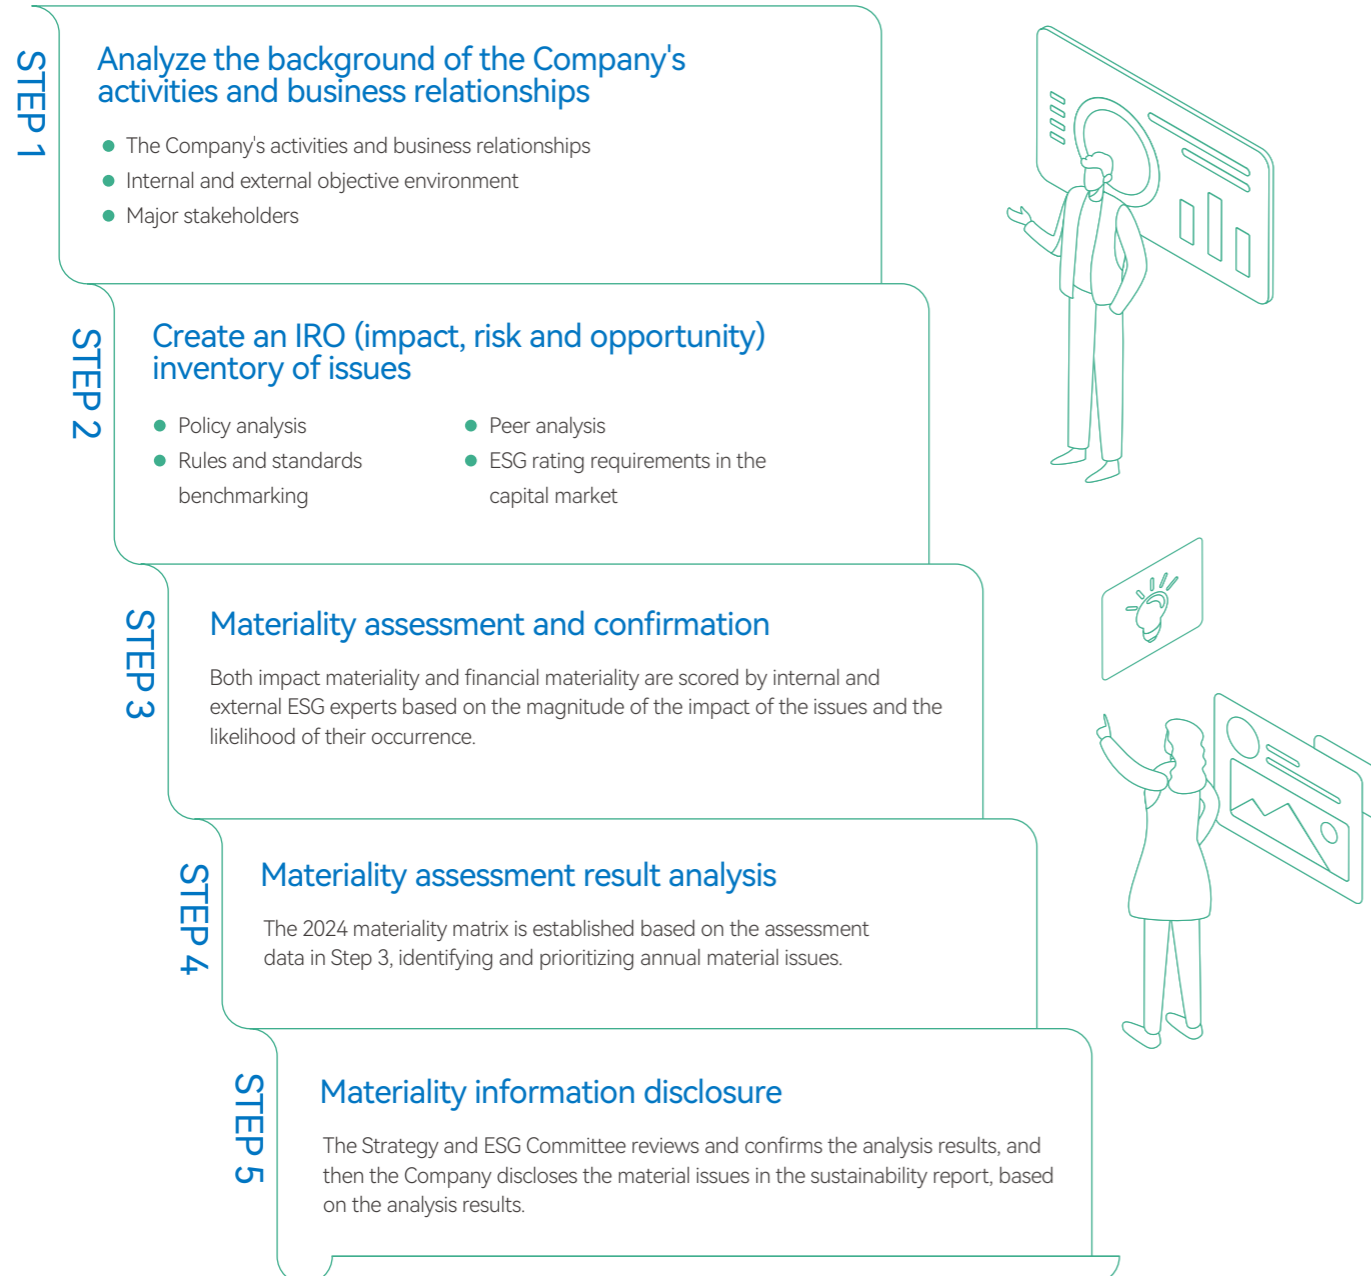 STEP 1
Analyze the background of the Company's
activities and business relationships
The Company's activities and business relationships
Internal and external objective environment
Major stakeholders
STEP 2
Create an IRO (impact, risk and opportunity)
inventory of issues
Policy analysis
Rules and standards
benchmarking
Peer analysis
ESG rating requirements in the
capital market
STEP 3
Materiality assessment and confirmation
Both impact materiality and financial materiality are scored by internal and
external ESG experts based on the magnitude of the impact of the issues and the
likelihood of their occurrence.
STEP 4
Materiality assessment result analysis
The 2024 materiality matrix is established based on the assessment
data in Step 3, identifying and prioritizing annual material issues.
STEP 5
Materiality information disclosure
The Strategy and ESG Committee reviews and confirms the analysis results, and
then the Company discloses the material issues in the sustainability report, based
on the analysis results.